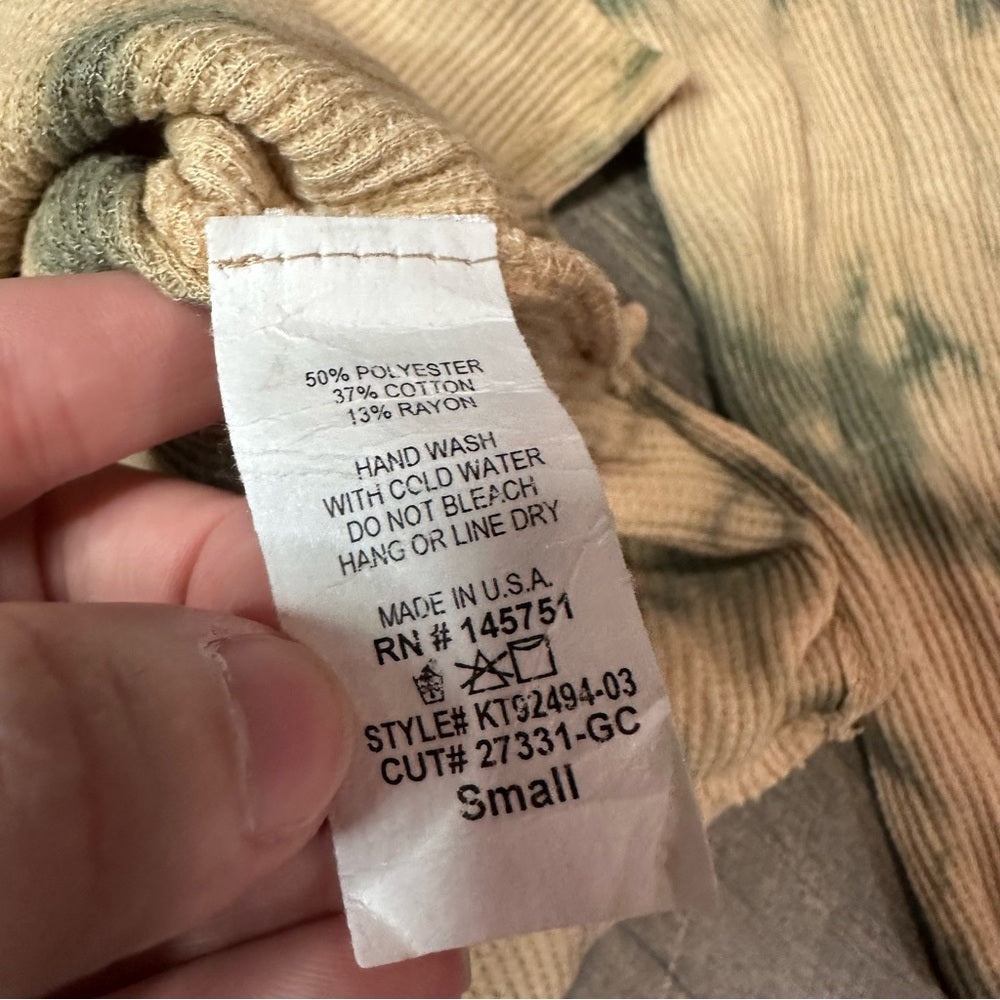 50% POLYESTER
37% COTTON
13% RAYON
HAND WASH
WITH COLD WATER
DO NOT BLEACH
HANG OR LINE DRY
MADE IN U.S.A.
RN # 145751
STYLE# KT92494-03
CUT# 27331-GC
Small